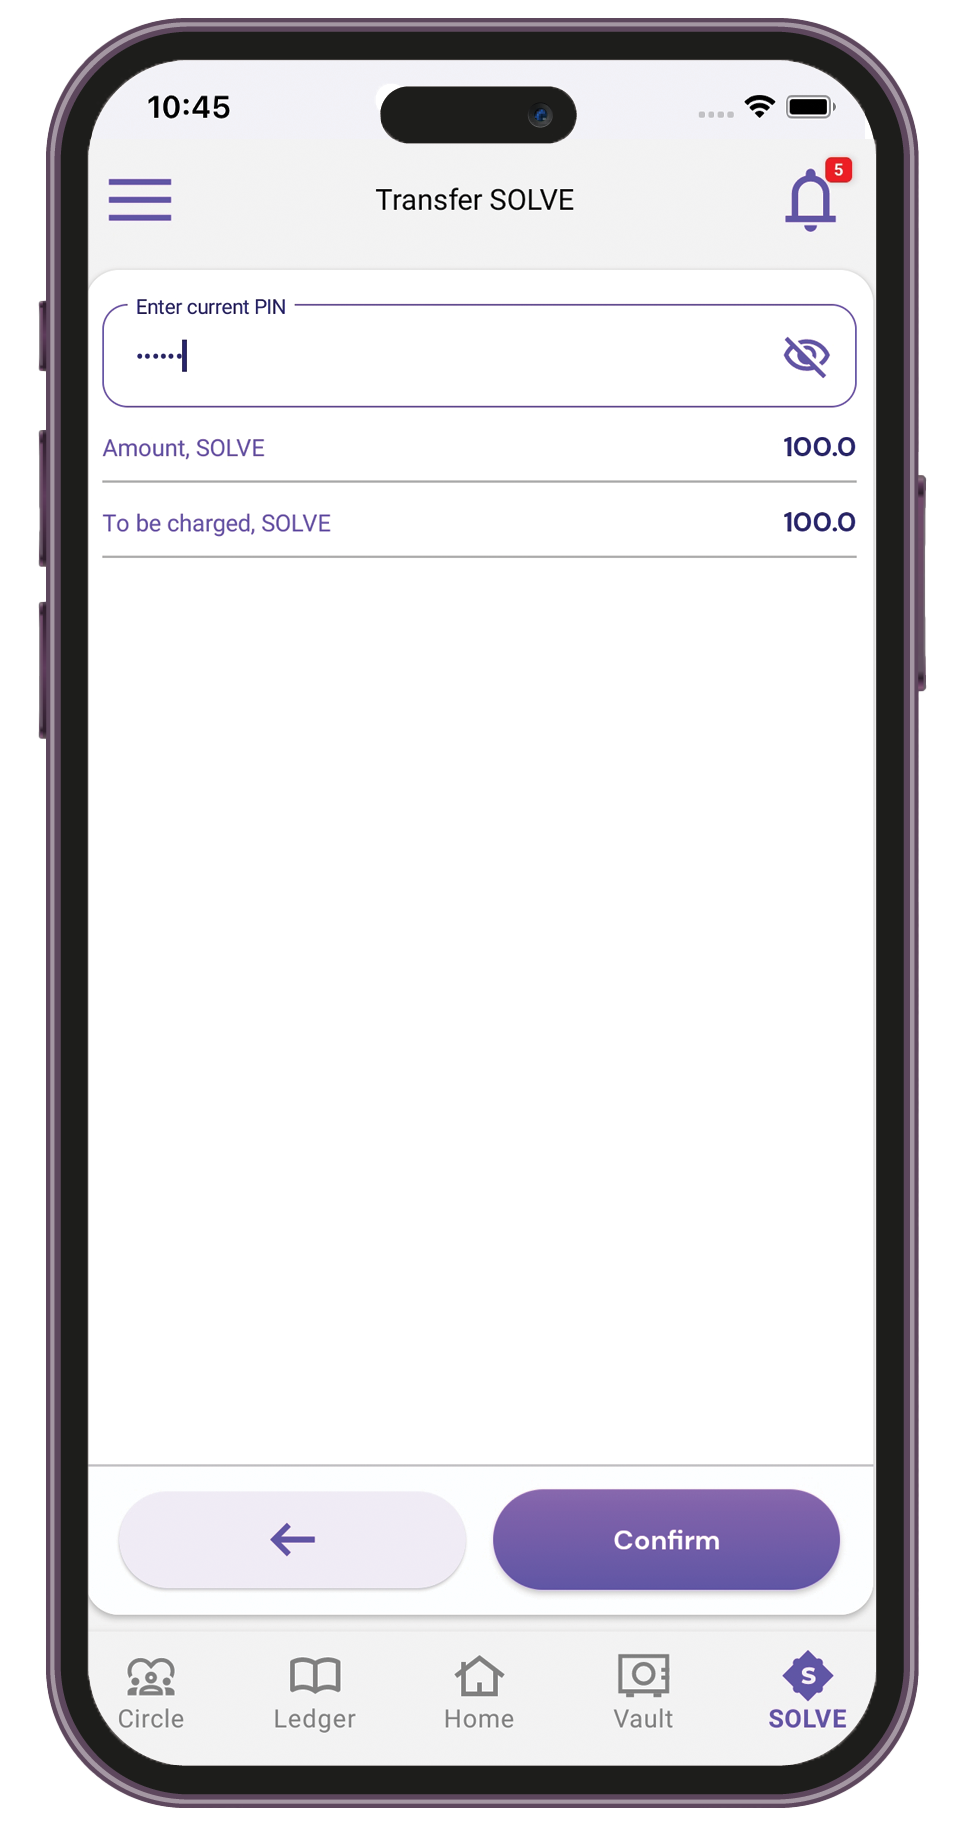 10:45
Transfer SOLVE
5
Enter current PIN
••••••
Amount, SOLVE 100.0
To be charged, SOLVE 100.0
Confirm
S
Circle Ledger Home Vault SOLVE